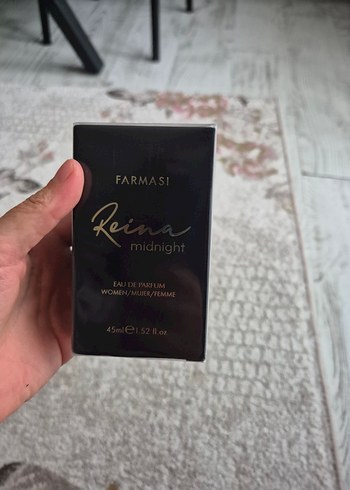 FARMASI
Reina
midnight
EAU DE PARFUM
WOMEN/MUJER/FEMME
45ml℮1.52 fl oz